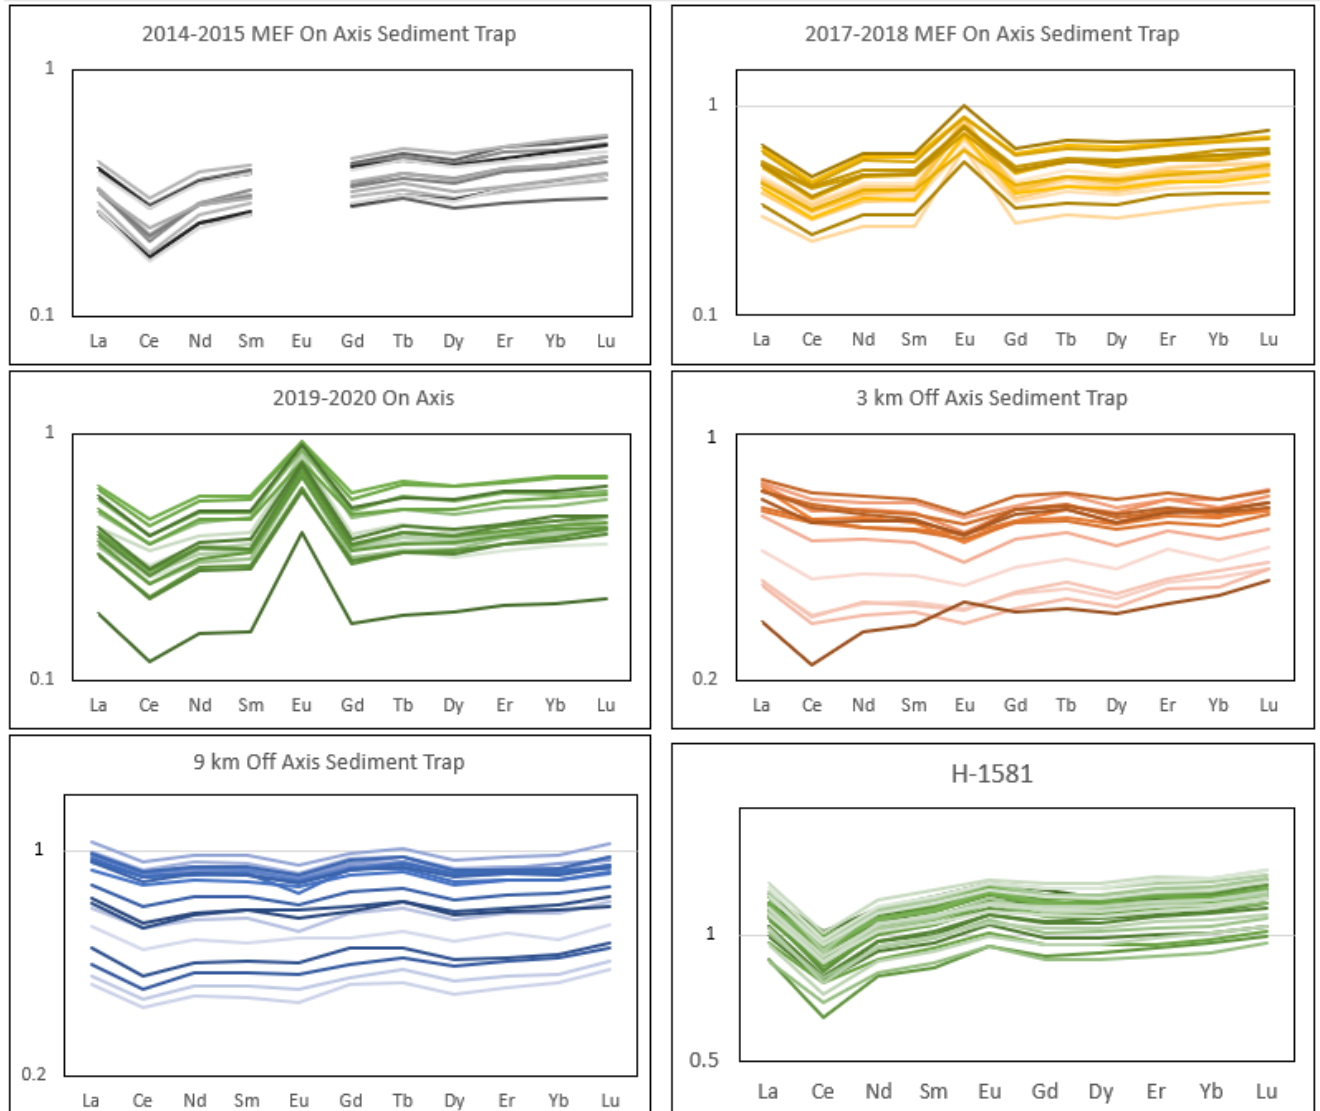 2014-2015 MEF On Axis Sediment Trap
1
0.1
La Ce Nd Sm Eu Gd Tb Dy Er Yb Lu
2017-2018 MEF On Axis Sediment Trap
1
0.1
La Ce Nd Sm Eu Gd Tb Dy Er Yb Lu
2019-2020 On Axis
1
0.1
La Ce Nd Sm Eu Gd Tb Dy Er Yb Lu
3 km Off Axis Sediment Trap
1
0.2
La Ce Nd Sm Eu Gd Tb Dy Er Yb Lu
9 km Off Axis Sediment Trap
1
0.2
La Ce Nd Sm Eu Gd Tb Dy Er Yb Lu
H-1581
1
0.5
La Ce Nd Sm Eu Gd Dy Er Yb Lu